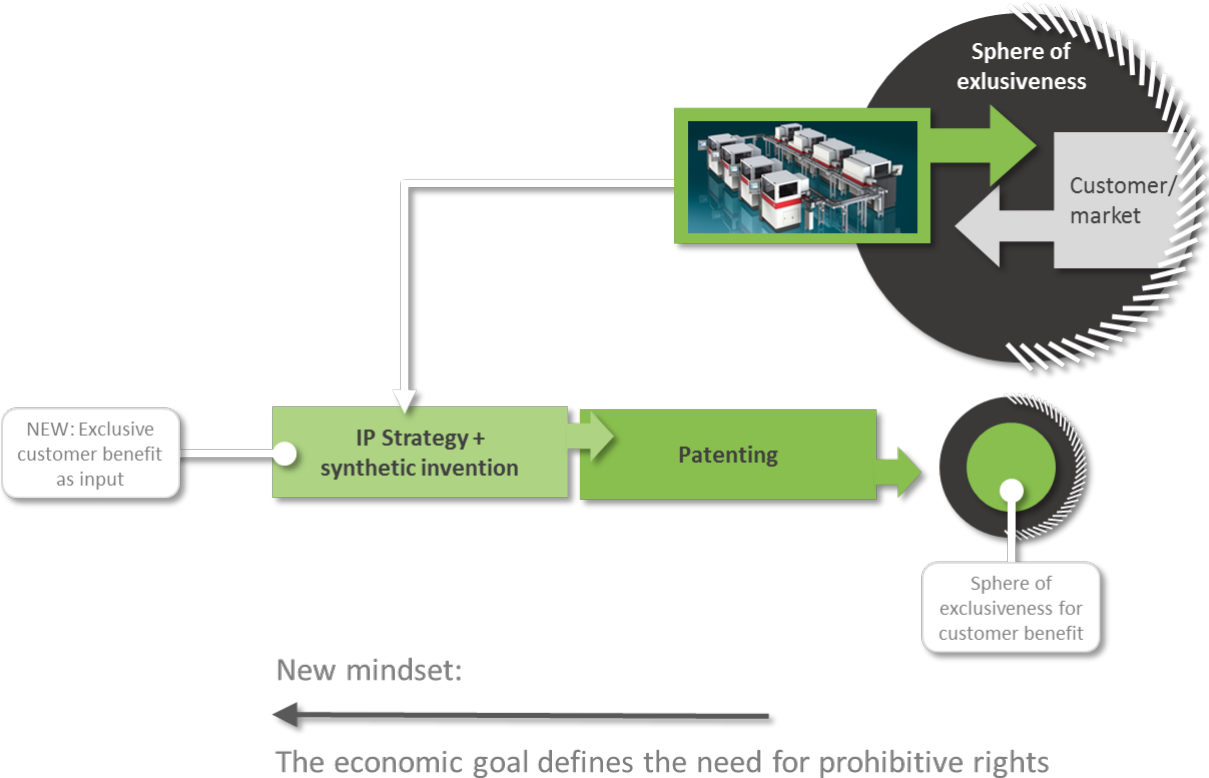 Sphere of
exlusiveness
Customer/
market
NEW: Exclusive
customer benefit
as input
IP Strategy +
synthetic invention
Patenting
Sphere of
exclusiveness for
customer benefit
New mindset:
The economic goal defines the need for prohibitive rights